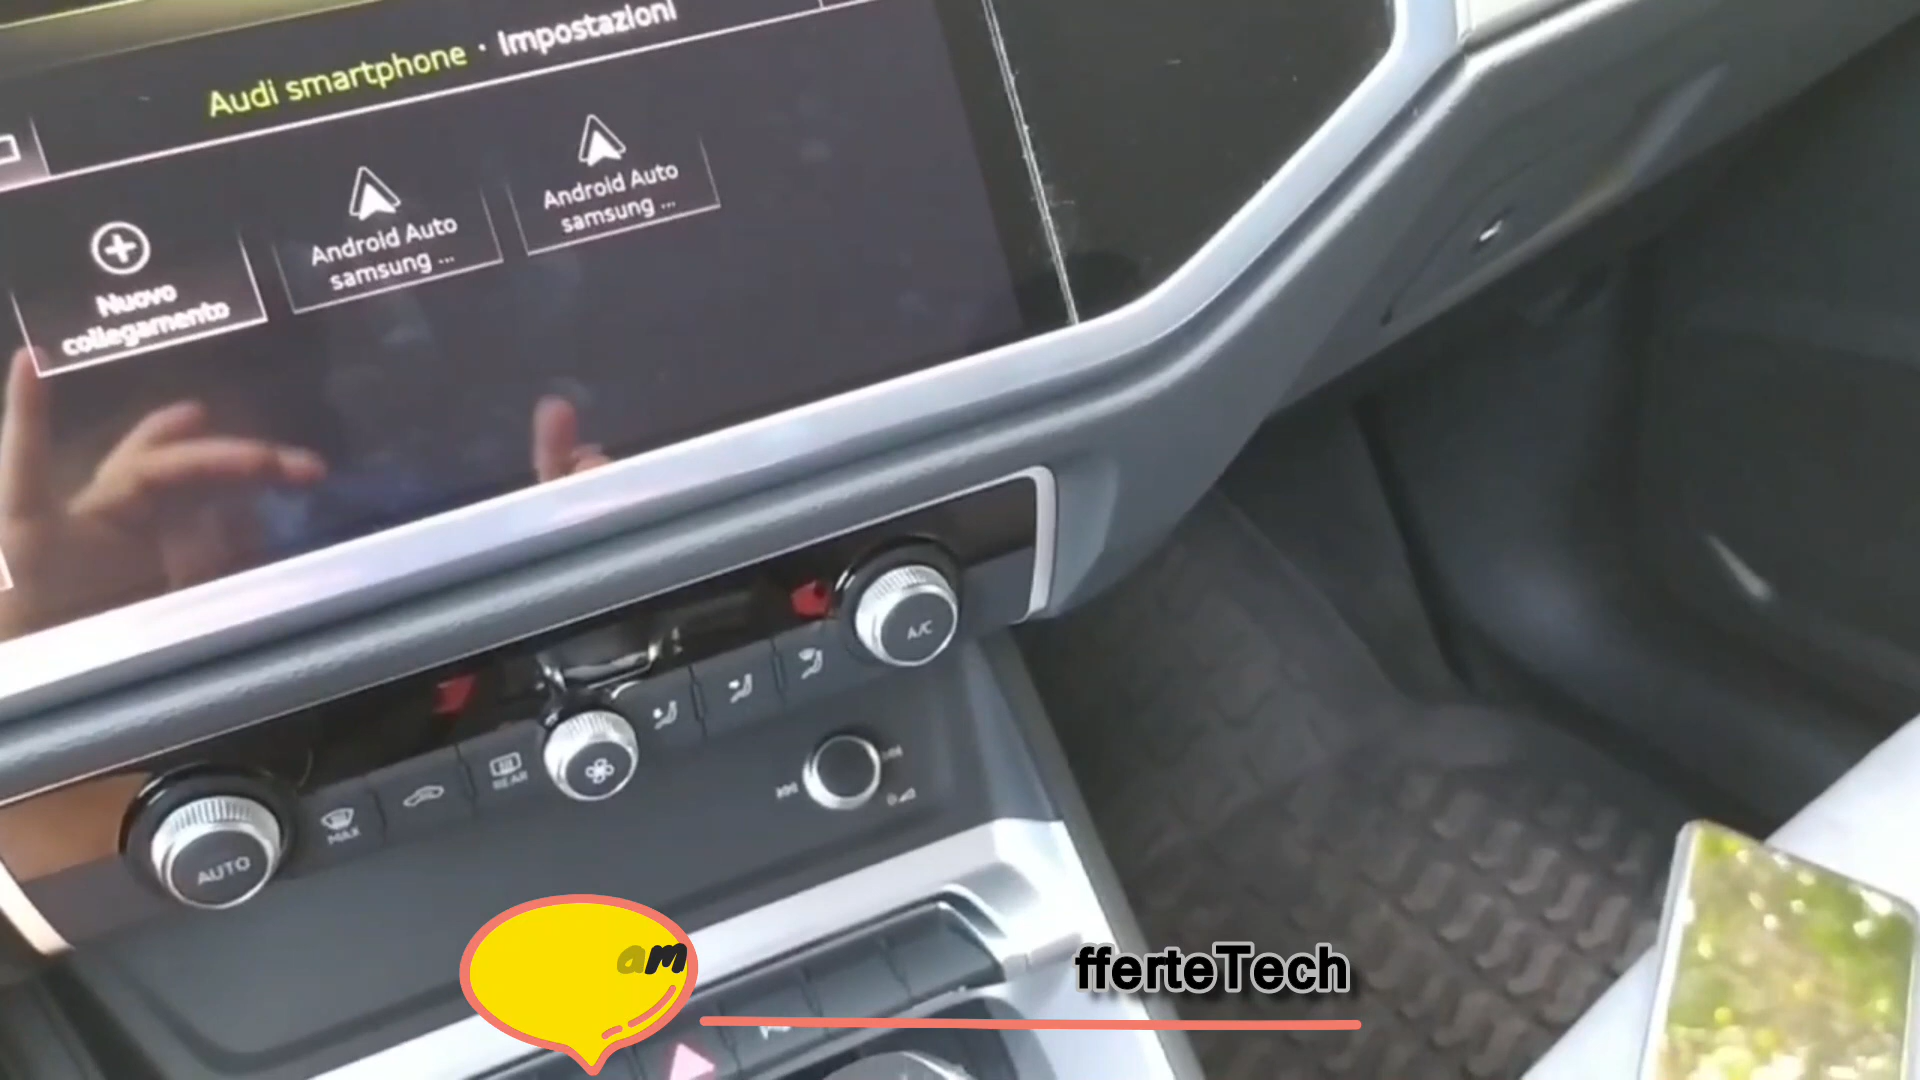 Audi smartphone · Impostazioni
Nuovo
collegamento
Android Auto
samsung ...
Android Auto
samsung ...
A/C
REAR
MAX
AUTO
am
fferteTech